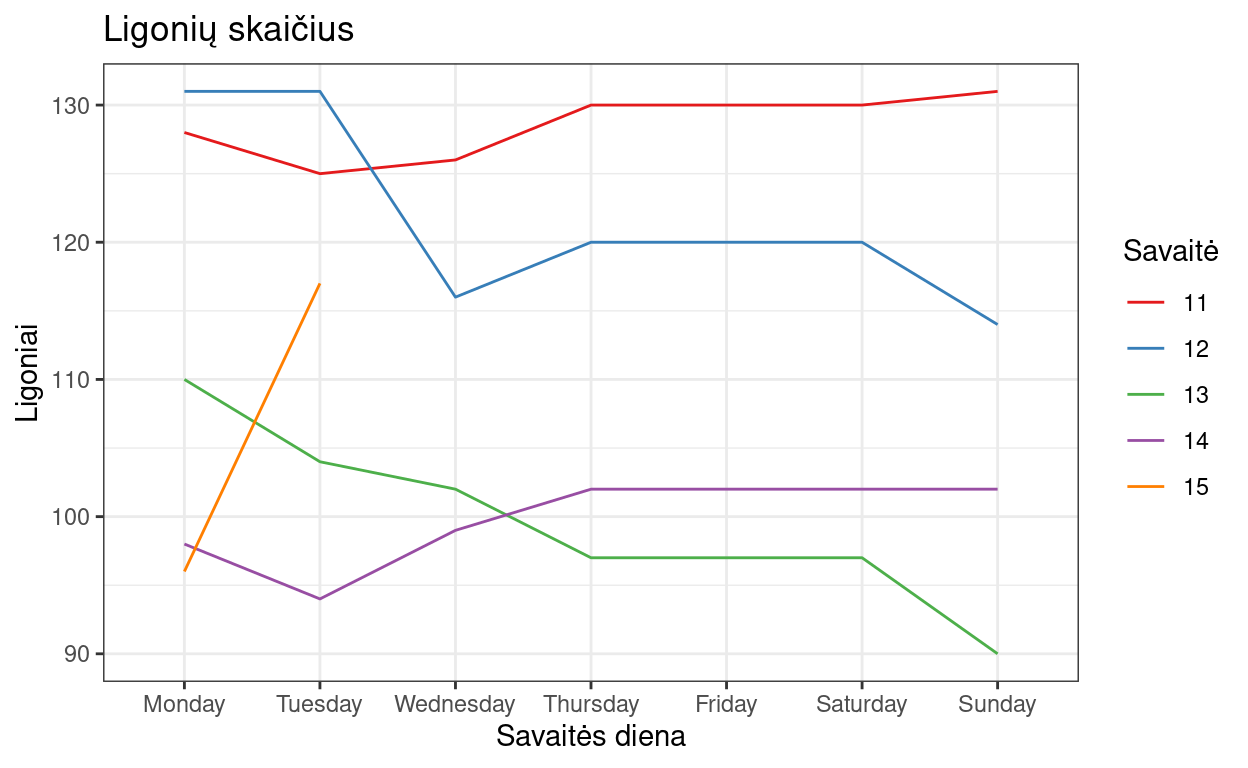 Ligonių skaičius
130
120
110
100
90
Ligoniai
Monday Tuesday Wednesday Thursday Friday Saturday Sunday
Savaitės diena
Savaitė
11
12
13
14
15